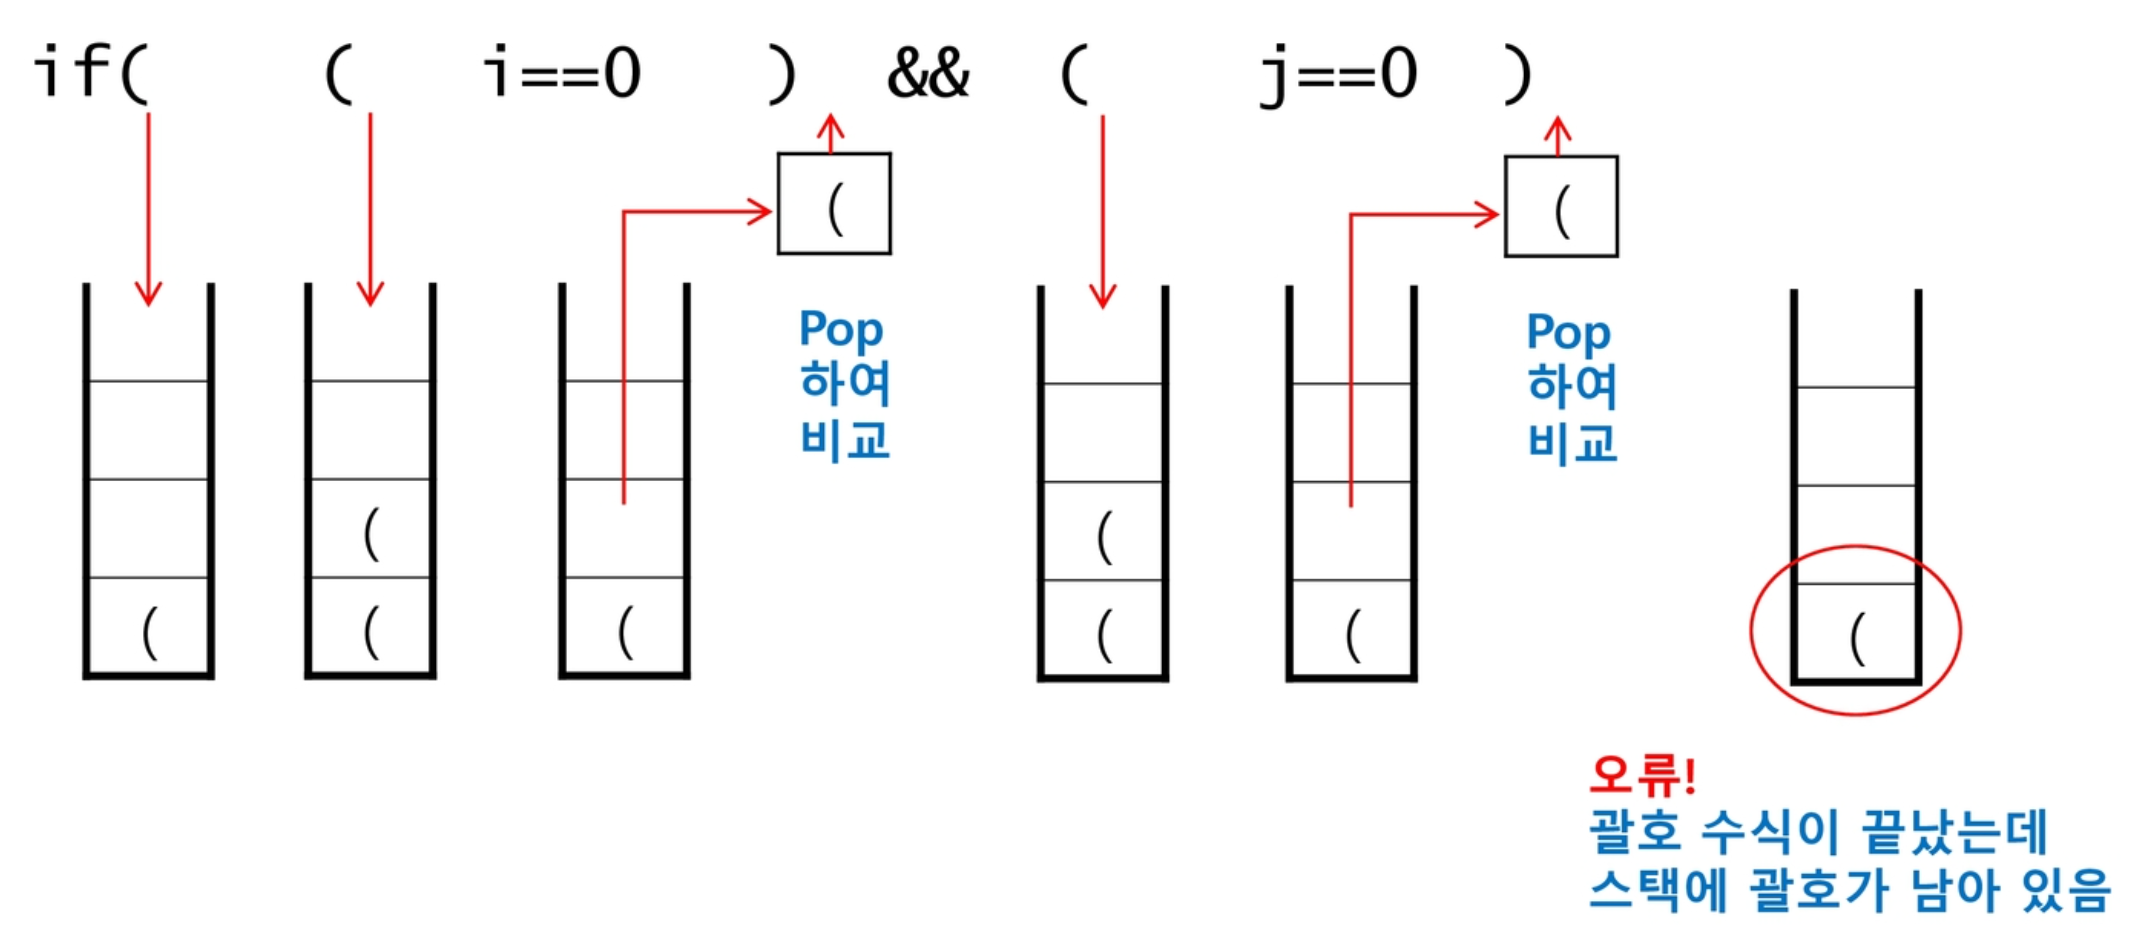 if( ( i==0 ) && ( j==0 )
(
(
Pop
하여
비교
Pop
하여
비교
( (
( ( ( ( ( (
오류!
괄호 수식이 끝났는데
스택에 괄호가 남아 있음